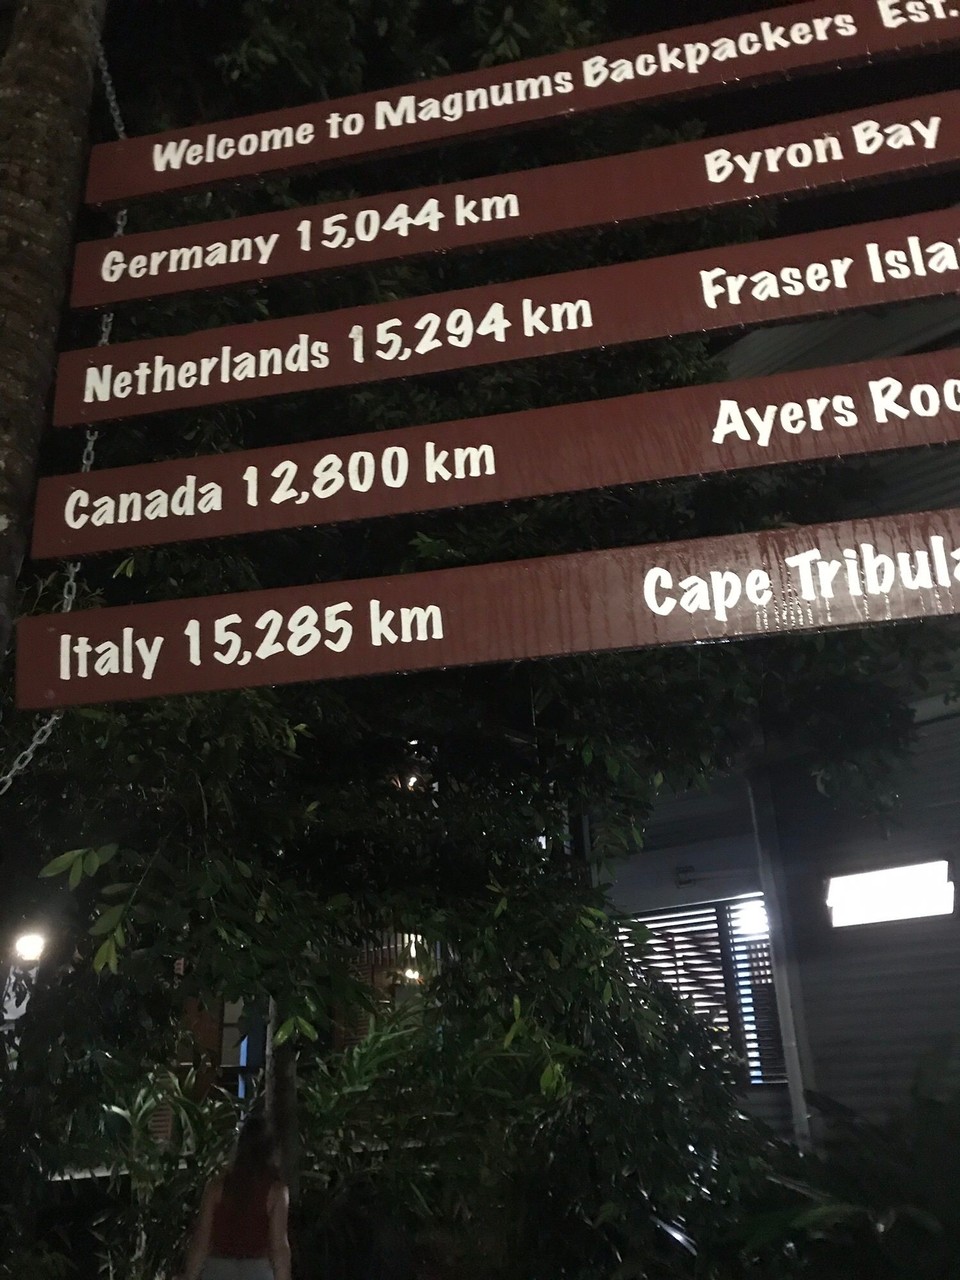 Welcome to Magnums Backpackers Est.
Germany 15,044 km Byron Bay
Netherlands 15,294 km Fraser Isla
Canada 12,800 km Ayers Roc
Italy 15,285 km Cape Tribula